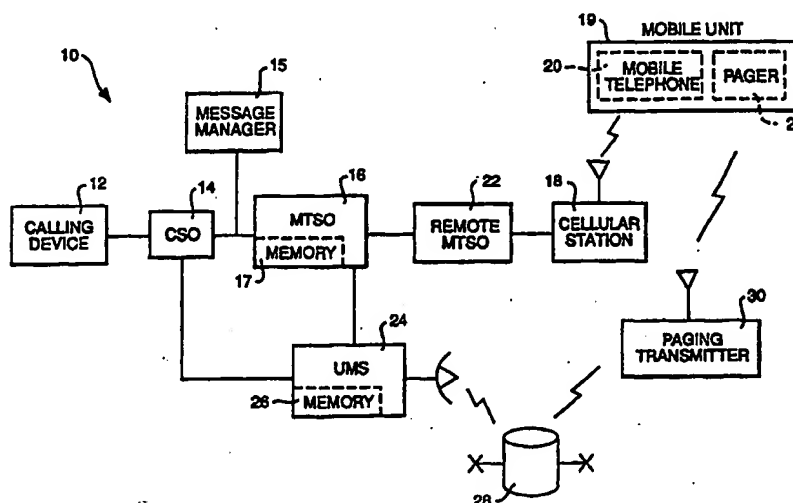 19
MOBILE UNIT
10
15
MESSAGE
MANAGER
20
MOBILE
TELEPHONE
PAGER
2
12
CALLING
DEVICE
14
CSO
16
MTSO
MEMORY
17
22
REMOTE
MTSO
18
CELLULAR
STATION
24
UMS
26
MEMORY
30
PAGING
TRANSMITTER
28